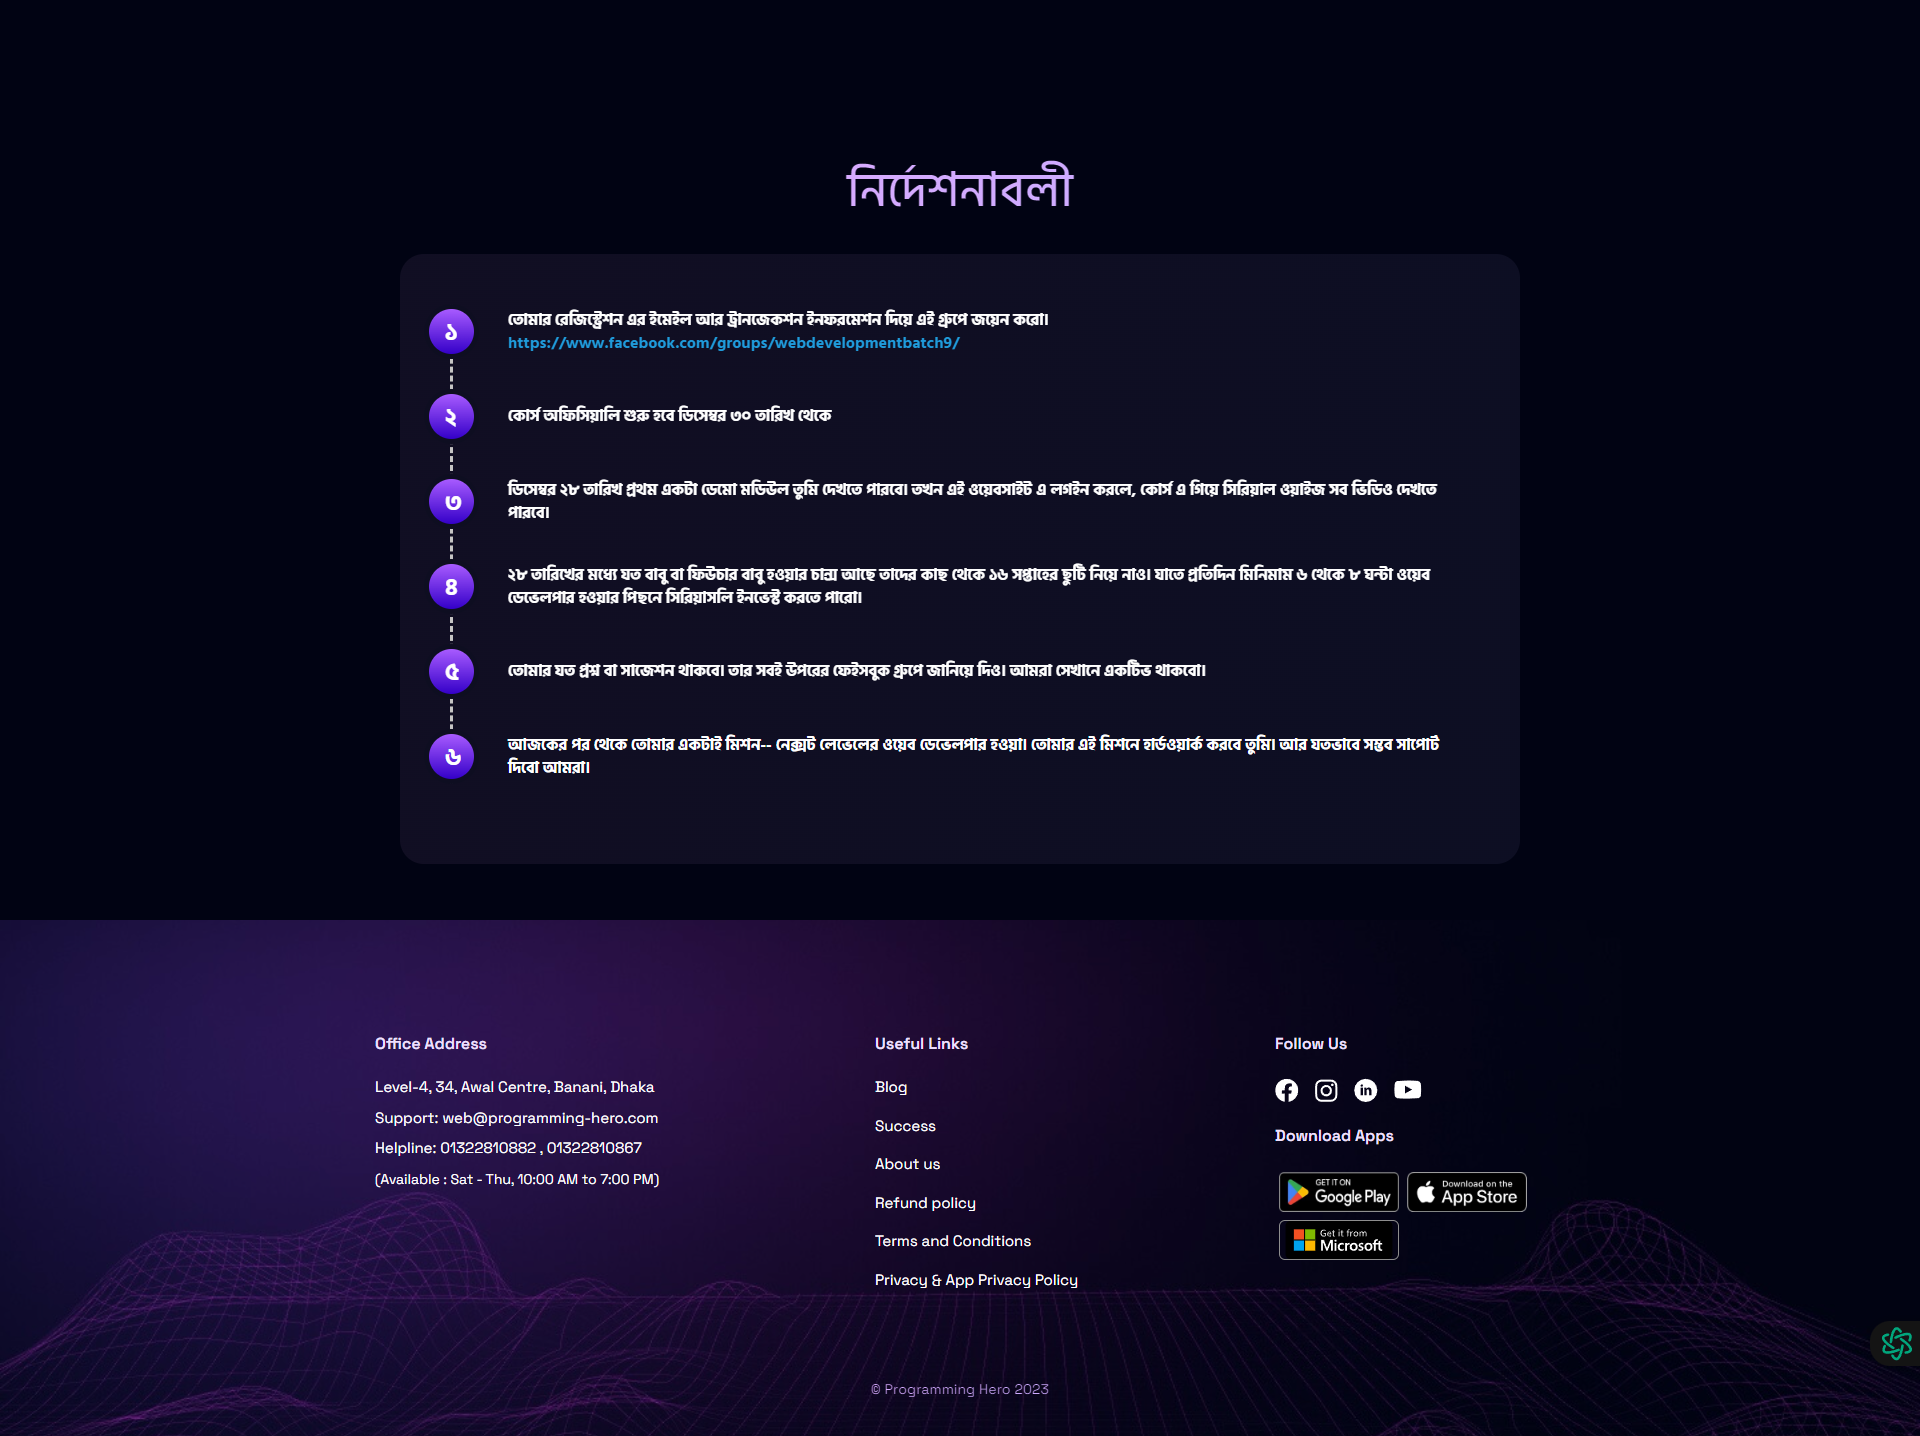 নির্দেশনাবলী
১
তোমার রেজিস্ট্রেশন এর ইমেইল আর ট্রানজেকশন ইনফরমেশন দিয়ে এই গ্রুপে জয়েন করো।
https://www.facebook.com/groups/webdevelopmentbatch9/
২
কোর্স অফিসিয়ালি শুরু হবে ডিসেম্বর ৩০ তারিখ থেকে
৩
ডিসেম্বর ২৮ তারিখ প্রথম একটা ডেমো মডিউল তুমি দেখতে পারবে। তখন এই ওয়েবসাইট এ লগইন করলে, কোর্স এ গিয়ে সিরিয়াল ওয়াইজ সব ভিডিও দেখতে
পারবে।
৪
২৮ তারিখের মধ্যে যত বাবু বা ফিউচার বাবু হওয়ার চান্স আছে তাদের কাছ থেকে ১৬ সপ্তাহের ছুটি নিয়ে নাও। যাতে প্রতিদিন মিনিমাম ৬ থেকে ৮ ঘন্টা ওয়েব
ডেভেলপার হওয়ার পিছনে সিরিয়াসলি ইনভেস্ট করতে পারো।
৫
তোমার যত প্রশ্ন বা সাজেশন থাকবে। তার সবই উপরের ফেইসবুক গ্রুপে জানিয়ে দিও। আমরা সেখানে একটিভ থাকবো।
৬
আজকের পর থেকে তোমার একটাই মিশন-- নেক্সট লেভেলের ওয়েব ডেভেলপার হওয়া। তোমার এই মিশনে হার্ডওয়ার্ক করবে তুমি। আর যতভাবে সম্ভব সাপোর্ট
দিবো আমরা।
Office Address
Level-4, 34, Awal Centre, Banani, Dhaka
Support: web@programming-hero.com
Helpline: 01322810882 , 01322810867
(Available : Sat - Thu, 10:00 AM to 7:00 PM)
Useful Links
Blog
Success
About us
Refund policy
Terms and Conditions
Privacy & App Privacy Policy
Follow Us
in
Download Apps
GET IT ON
Google Play
Download on the
App Store
Get it from
Microsoft
© Programming Hero 2023